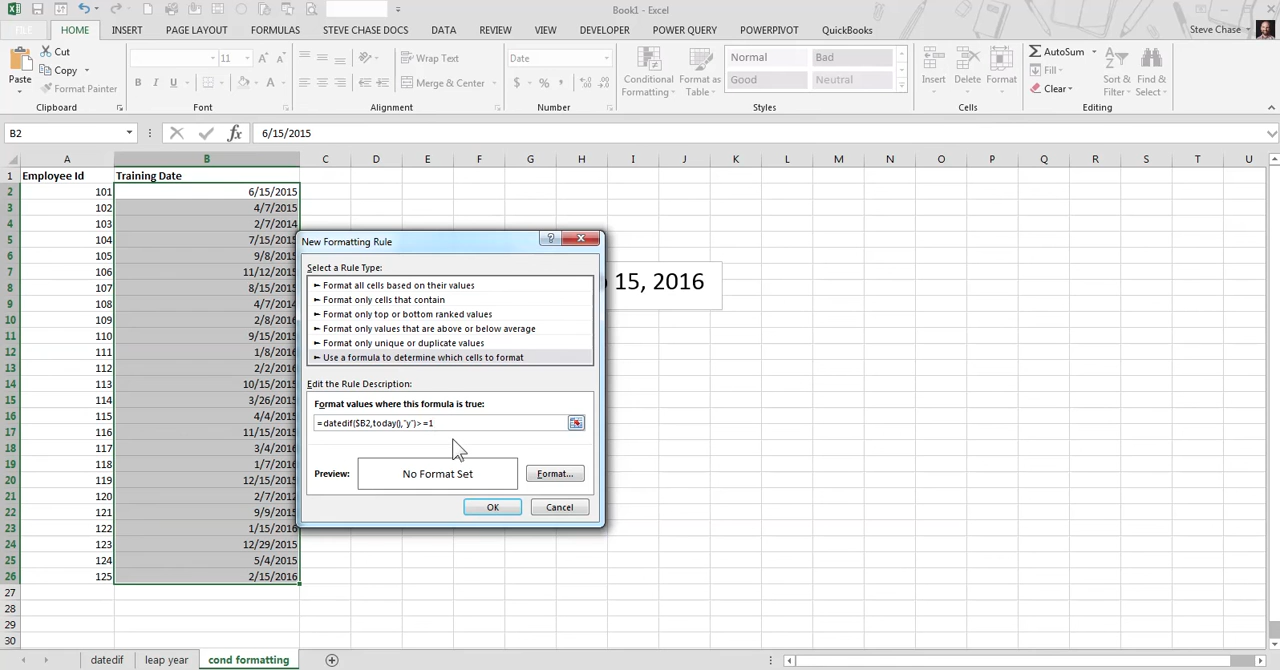 Book1 - Excel
FILE HOME INSERT PAGE LAYOUT FORMULAS STEVE CHASE DOCS DATA REVIEW VIEW DEVELOPER POWER QUERY POWERPIVOT QuickBooks Steve Chase
Paste
Cut
Copy
Format Painter
11
Wrap Text
Merge & Center
Date
Conditional Formatting
Format as Table
Normal Bad
Good Neutral
Insert Delete Format
AutoSum
Fill
Clear
Sort & Filter
Find & Select
Clipboard Font Alignment Number Styles Cells Editing
B2 6/15/2015
A B C D E F G H I J K L M N O P Q R S T U
1 Employee Id Training Date
2 101 6/15/2015
3 102 4/7/2015
4 103 2/7/2014
5 104 7/15/2015
6 105 9/8/2015
7 106 11/12/2015
8 107 8/15/2015
9 108 4/7/2014
10 109 2/8/2016
11 110 9/15/2015
12 111 1/8/2016
13 112 2/2/2016
14 113 10/15/2015
15 114 3/26/2015
16 115 4/4/2015
17 116 11/15/2015
18 117 3/4/2016
19 118 1/7/2016
20 119 12/15/2015
21 120 2/7/2012
22 121 9/9/2015
23 122 1/15/2016
24 123 12/29/2015
25 124 5/4/2015
26 125 2/15/2016
27
28
29
30
15, 2016
New Formatting Rule
Select a Rule Type:
► Format all cells based on their values
► Format only cells that contain
► Format only top or bottom ranked values
► Format only values that are above or below average
► Format only unique or duplicate values
► Use a formula to determine which cells to format
Edit the Rule Description:
Format values where this formula is true:
=datedif($B2,today(),"y")>=1
Preview: No Format Set Format...
OK Cancel
datedif leap year cond formatting